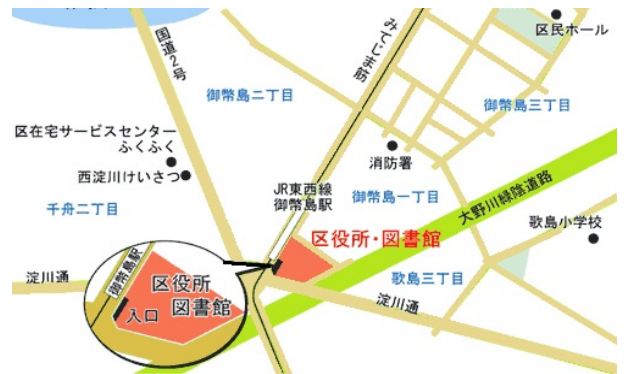 区民ホール
国道2号
みてじま筋
御幣島二丁目
御幣島三丁目
区在宅サービスセンター
ふくふく
消防署
西淀川けいさつ
JR東西線
御幣島駅
御幣島一丁目
大野川緑陰道路
千舟二丁目
区役所・図書館
歌島小学校
御幣島駅
区役所
図書館
歌島三丁目
淀川通
淀川通
入口